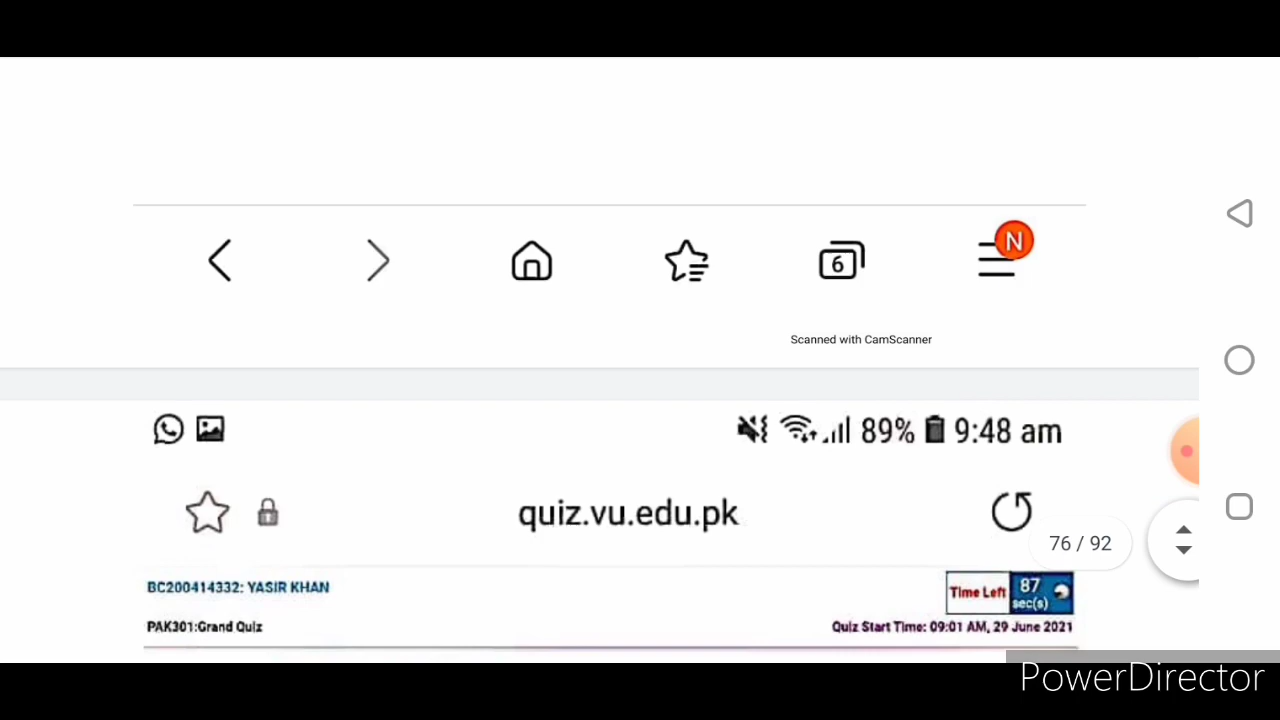 6
N
Scanned with CamScanner
89% 9:48 am
quiz.vu.edu.pk
76 / 92
BC200414332: YASIR KHAN
Time Left 87 sec(s)
PAK301:Grand Quiz
Quiz Start Time: 09:01 AM, 29 June 2021
PowerDirector